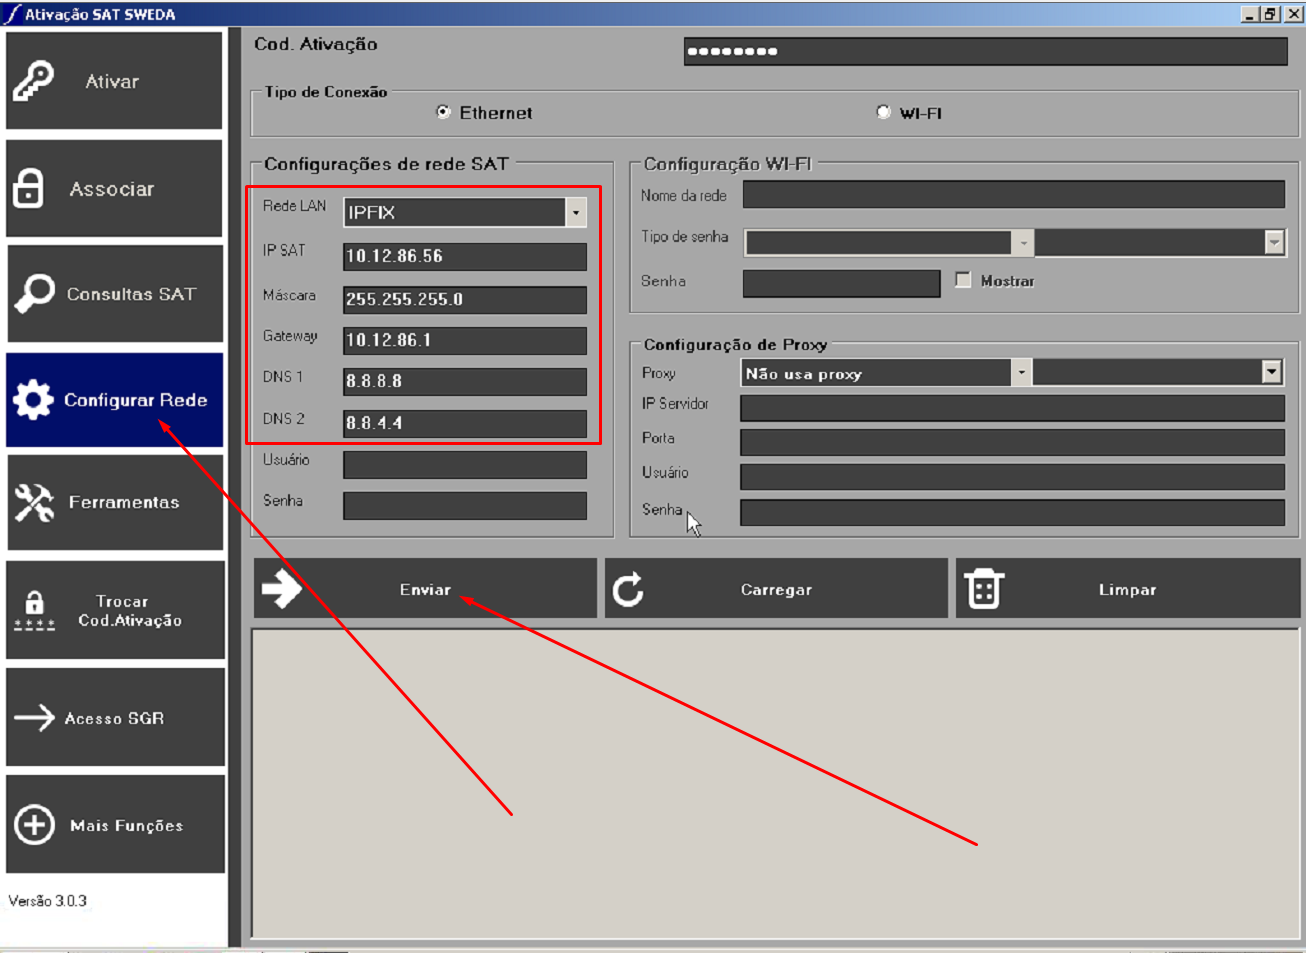 Ativação SAT SWEDA
Ativar
Associar
Consultas SAT
Configurar Rede
Ferramentas
Trocar
Cod.Ativação
Acesso SGR
Mais Funções
Versão 3.0.3
Cod. Ativação
Tipo de Conexão
Ethernet
WI-FI
Configurações de rede SAT
Rede LAN
IPFIX
IP SAT
10.12.86.56
Máscara
255.255.255.0
Gateway
10.12.86.1
DNS 1
8.8.8.8
DNS 2
8.8.4.4
Usuário
Senha
Configuração WI-FI
Nome da rede
Tipo de senha
Senha
Mostrar
Configuração de Proxy
Proxy
Não usa proxy
IP Servidor
Porta
Usuário
Senha
Enviar
Carregar
Limpar